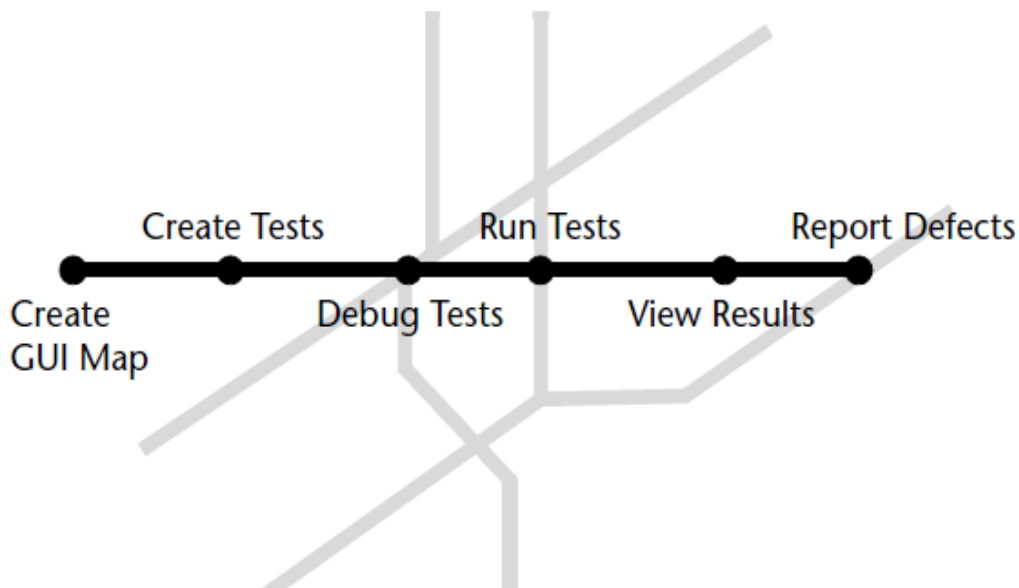 Create Tests
Run Tests
Report Defects
Create
GUI Map
Debug Tests
View Results